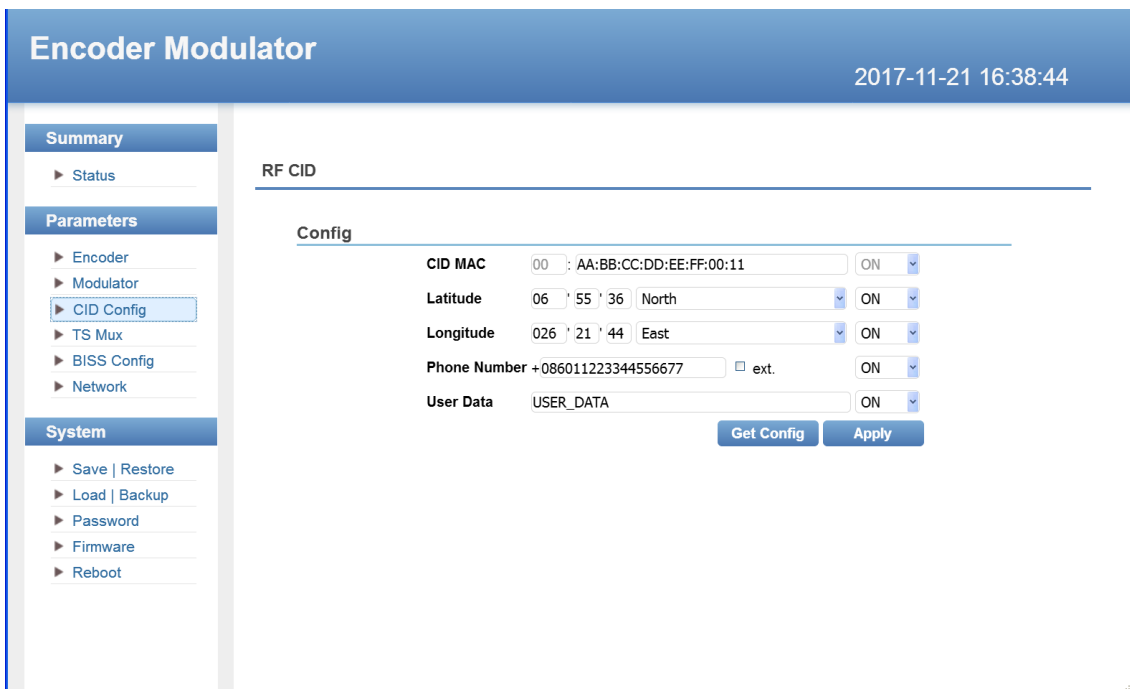 Encoder Modulator
2017-11-21 16:38:44
Summary
Status
Parameters
Encoder
Modulator
CID Config
TS Mux
BISS Config
Network
System
Save | Restore
Load | Backup
Password
Firmware
Reboot
RF CID
Config
CID MAC 00 : AA:BB:CC:DD:EE:FF:00:11 ON
Latitude 06 ' 55 ' 36 North ON
Longitude 026 ' 21 ' 44 East ON
Phone Number +086011223344556677 ext. ON
User Data USER_DATA ON
Get Config Apply